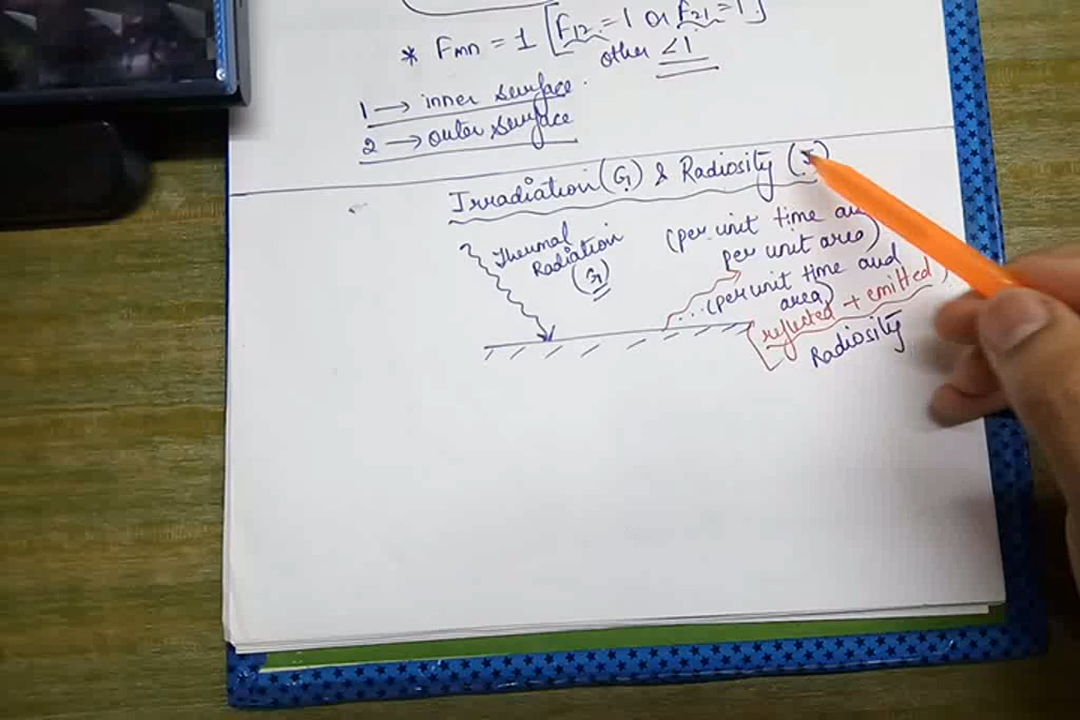 * Fmn = 1 [F12 = 1 or F21 = 1]
other <1
1 → inner surface
2 → outer surface
Irradiation (G) & Radiosity (J)
Thermal
Radiation
(G)
(per unit time and
per unit area)
(per unit time and
area)
reflected + emitted
Radiosity